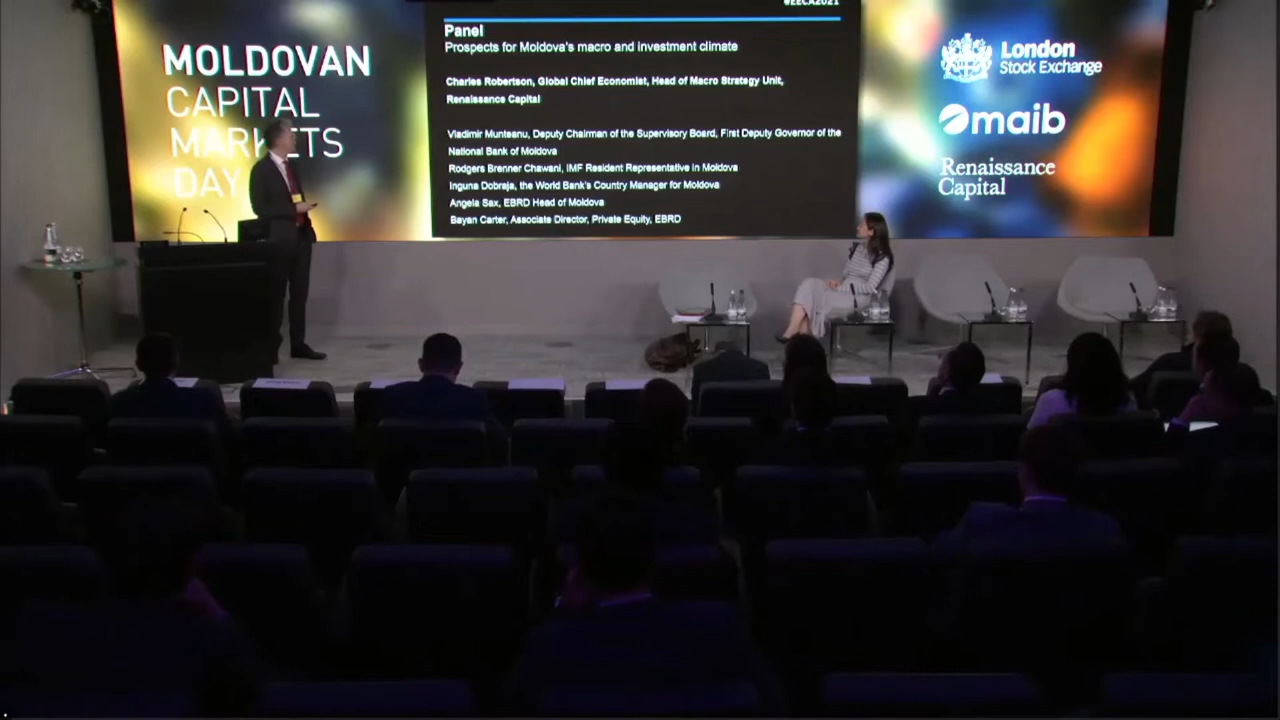 #EECA2021
Panel
Prospects for Moldova's macro and investment climate
Charles Robertson, Global Chief Economist, Head of Macro Strategy Unit,
Renaissance Capital
Vladimir Munteanu, Deputy Chairman of the Supervisory Board, First Deputy Governor of the
National Bank of Moldova
Rodgers Brenner Chawani, IMF Resident Representative in Moldova
Inguna Dobraja, the World Bank's Country Manager for Moldova
Angela Sax, EBRD Head of Moldova
Bayan Carter, Associate Director, Private Equity, EBRD
MOLDOVAN
CAPITAL
MARKETS
DAY
London
Stock Exchange
maib
Renaissance
Capital